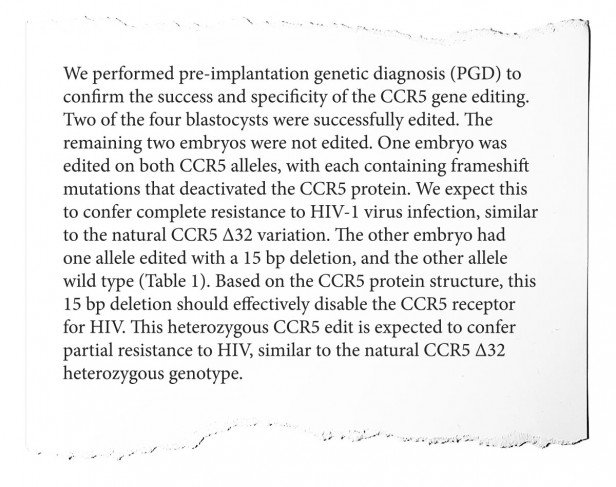 We performed pre-implantation genetic diagnosis (PGD) to
confirm the success and specificity of the CCR5 gene editing.
Two of the four blastocysts were successfully edited. The
remaining two embryos were not edited. One embryo was
edited on both CCR5 alleles, with each containing frameshift
mutations that deactivated the CCR5 protein. We expect this
to confer complete resistance to HIV-1 virus infection, similar
to the natural CCR5 Δ32 variation. The other embryo had
one allele edited with a 15 bp deletion, and the other allele
wild type (Table 1). Based on the CCR5 protein structure, this
15 bp deletion should effectively disable the CCR5 receptor
for HIV. This heterozygous CCR5 edit is expected to confer
partial resistance to HIV, similar to the natural CCR5 Δ32
heterozygous genotype.